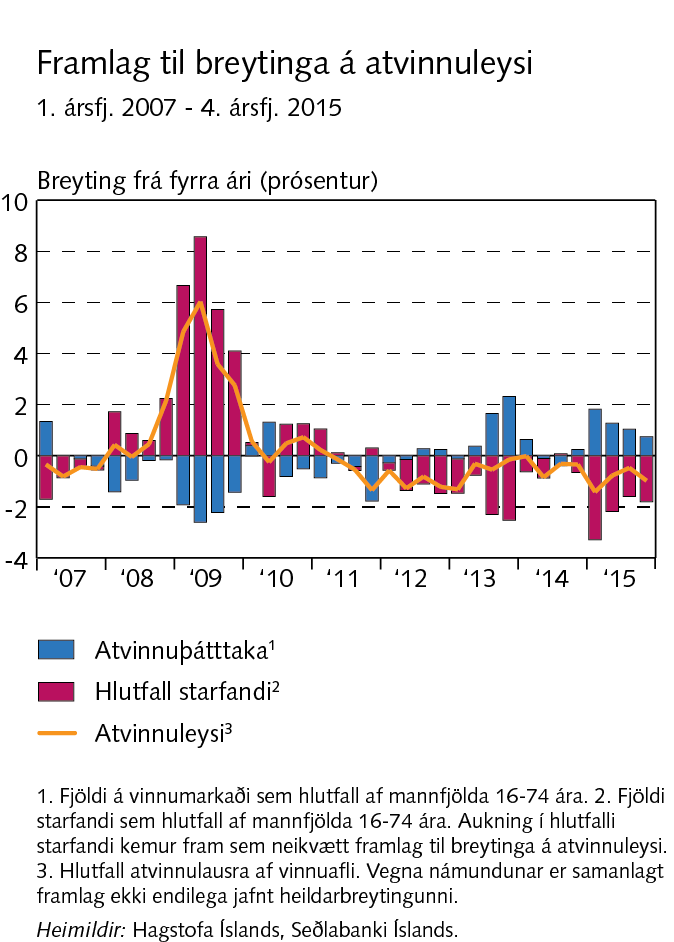 Framlag til breytinga á atvinnuleysi
1. ársfj. 2007 - 4. ársfj. 2015
Breyting frá fyrra ári (prósentur)
10
8
6
4
2
0
-2
-4
‘07 ‘08 ‘09 ‘10 ‘11 ‘12 ‘13 ‘14 ‘15
Atvinnuþátttaka¹
Hlutfall starfandi²
Atvinnuleysi³
1. Fjöldi á vinnumarkaði sem hlutfall af mannfjölda 16-74 ára. 2. Fjöldi
starfandi sem hlutfall af mannfjölda 16-74 ára. Aukning í hlutfalli
starfandi kemur fram sem neikvætt framlag til breytinga á atvinnuleysi.
3. Hlutfall atvinnulausra af vinnuafli. Vegna námundunar er samanlagt
framlag ekki endilega jafnt heildarbreytingunni.
Heimildir: Hagstofa Íslands, Seðlabanki Íslands.